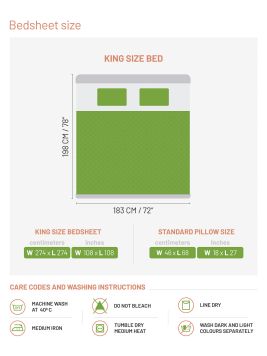 Bedsheet size
KING SIZE BED
198 CM / 78"
183 CM / 72"
KING SIZE BEDSHEET
centimeters inches
W 274 x L 274 W 108 x L 108
STANDARD PILLOW SIZE
centimeters inches
W 46 x L 68 W 18 x L 27
CARE CODES AND WASHING INSTRUCTIONS
MACHINE WASH
AT 40°C
DO NOT BLEACH
LINE DRY
MEDIUM IRON
TUMBLE DRY
MEDIUM HEAT
WASH DARK AND LIGHT
COLOURS SEPARATELY